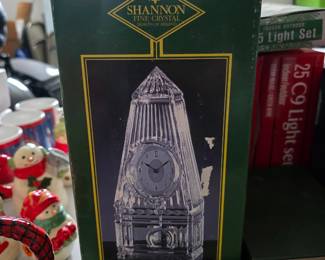 SHANNON
FINE CRYSTAL
5 Light Set
25 C9 Light Set